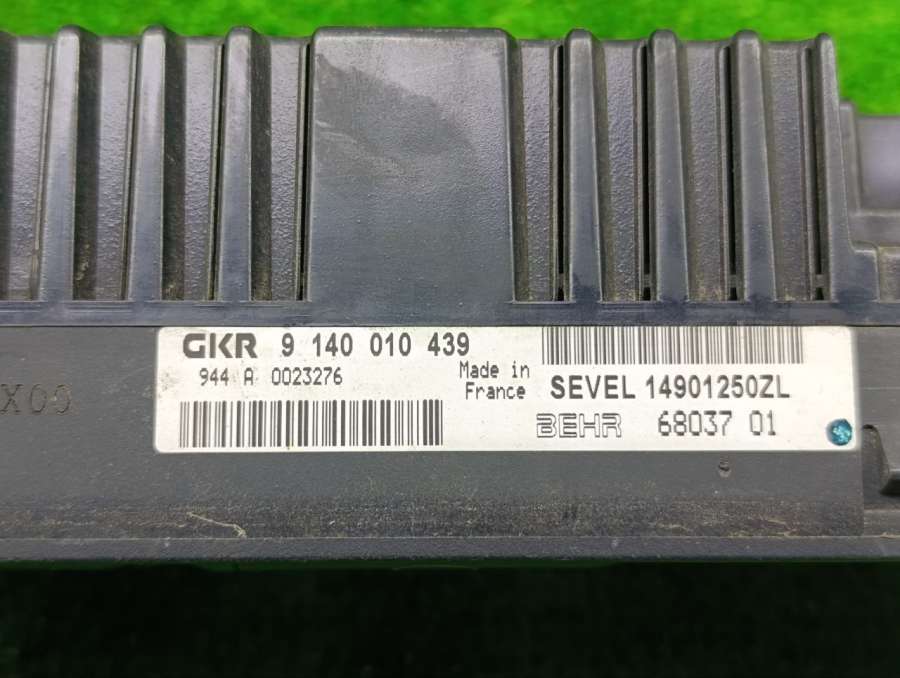 GKR 9 140 010 439
944 A 0023276
Made in
France
SEVEL 14901250ZL
BEHR 68037 01
X00